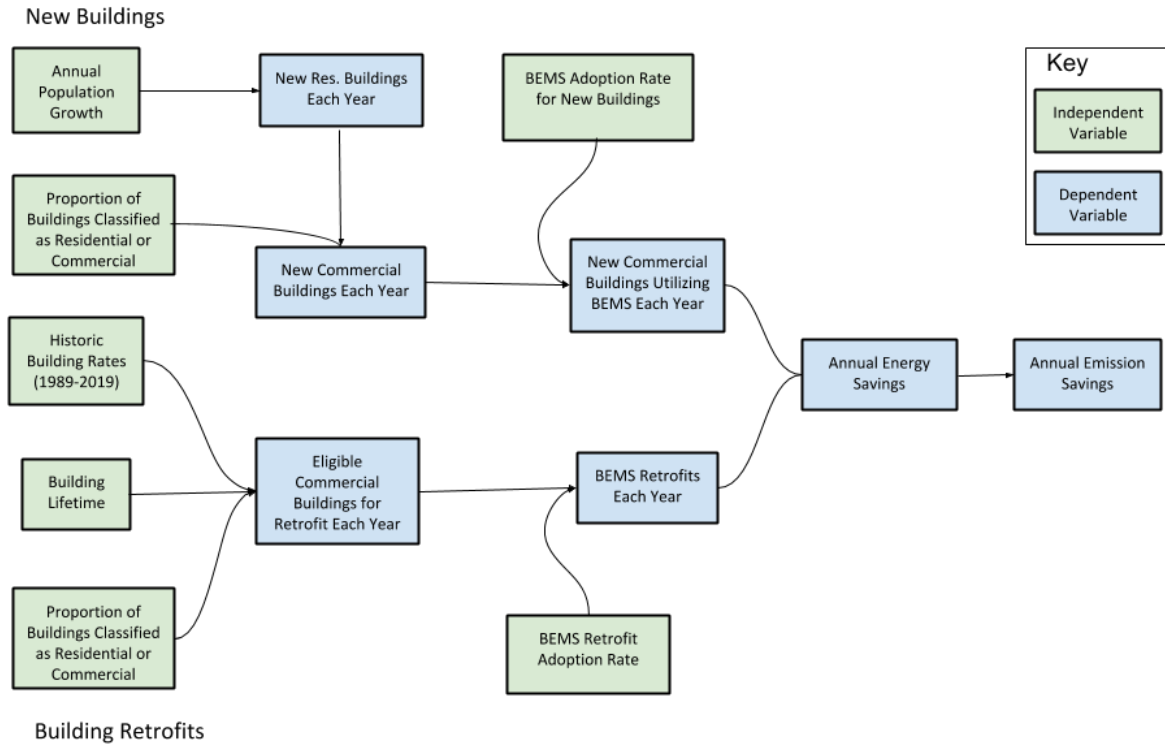 New Buildings
Annual
Population
Growth
New Res. Buildings
Each Year
BEMS Adoption Rate
for New Buildings
Key
Independent
Variable
Dependent
Variable
Proportion of
Buildings Classified
as Residential or
Commercial
New Commercial
Buildings Each Year
New Commercial
Buildings Utilizing
BEMS Each Year
Historic
Building Rates
(1989-2019)
Annual Energy
Savings
Annual Emission
Savings
Building
Lifetime
Eligible
Commercial
Buildings for
Retrofit Each Year
BEMS Retrofits
Each Year
Proportion of
Buildings Classified
as Residential or
Commercial
BEMS Retrofit
Adoption Rate
Building Retrofits